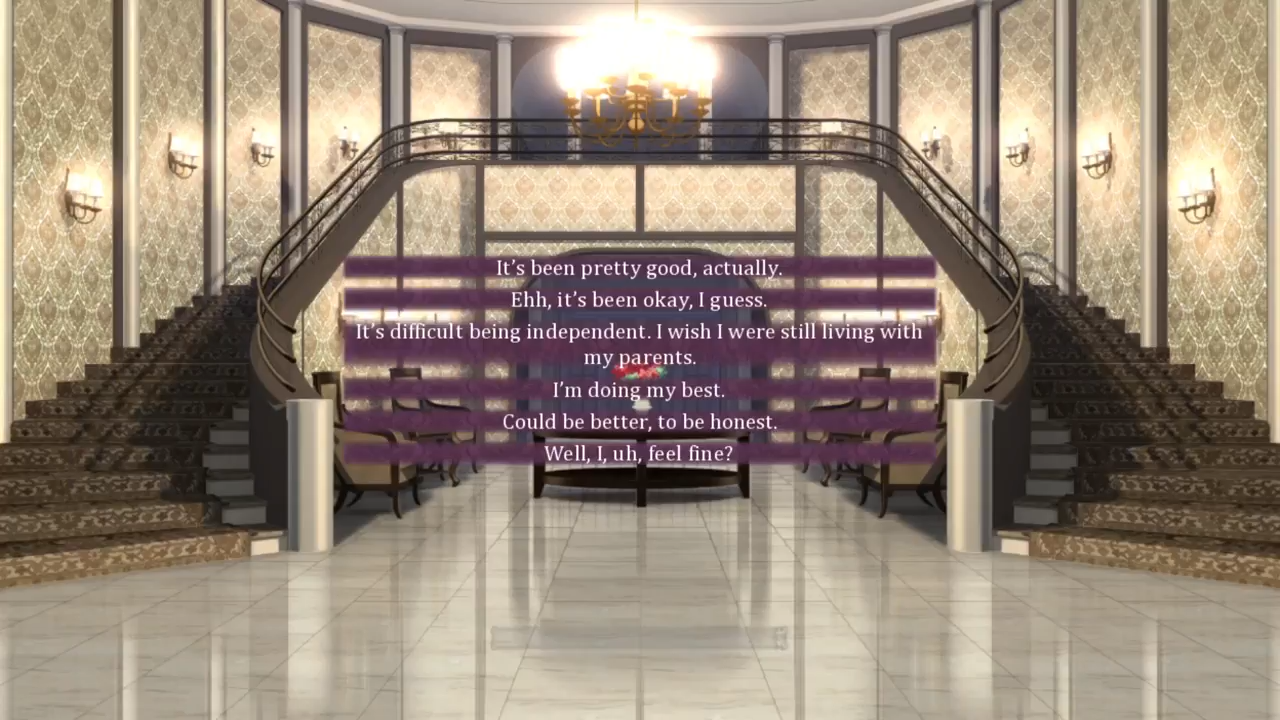 It’s been pretty good, actually.
Ehh, it’s been okay, I guess.
It’s difficult being independent. I wish I were still living with
my parents.
I’m doing my best.
Could be better, to be honest.
Well, I, uh, feel fine?